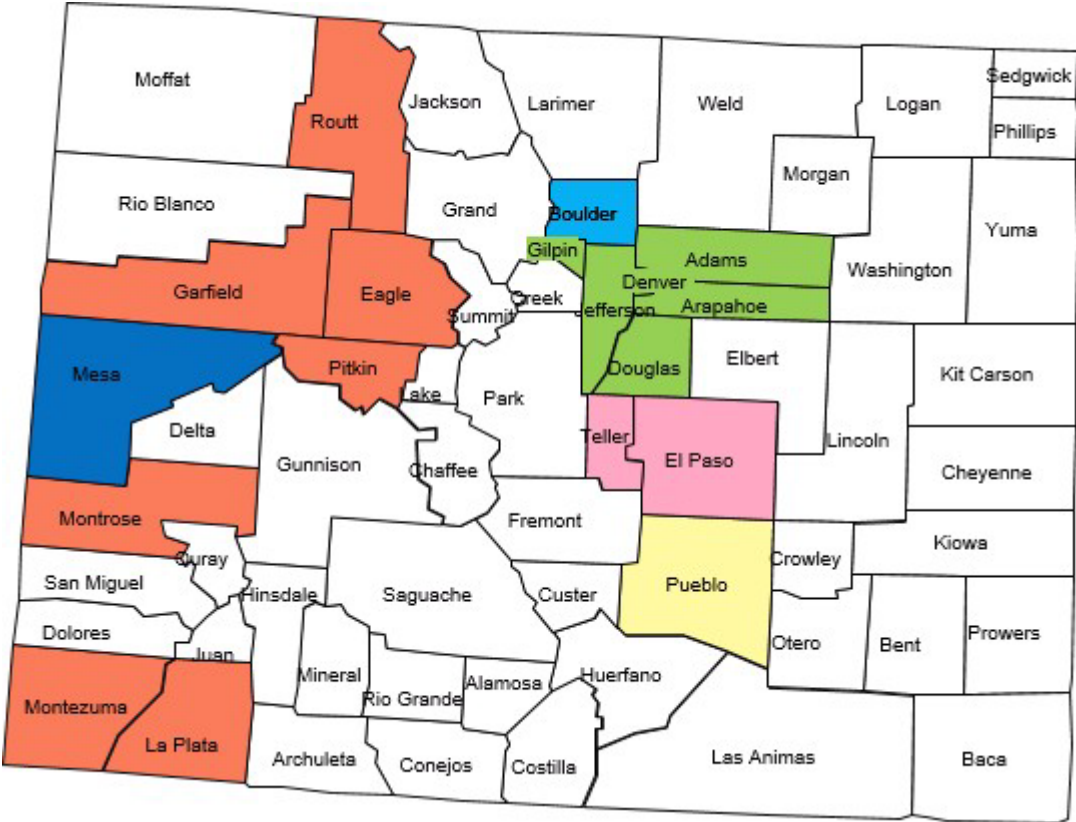 Moffat
Routt
Jackson
Larimer
Weld
Logan
Sedgwick
Phillips
Morgan
Rio Blanco
Grand
Boulder
Yuma
Gilpin
Adams
Washington
Garfield
Eagle
Creek
Denver
Summit
Jefferson
Arapahoe
Mesa
Pitkin
Douglas
Elbert
Kit Carson
Lake
Park
Delta
Teller
Lincoln
Gunnison
Chaffee
El Paso
Cheyenne
Montrose
Fremont
Ouray
Crowley
Kiowa
San Miguel
Hinsdale
Saguache
Custer
Pueblo
Dolores
Juan
Otero
Bent
Prowers
Mineral
Rio Grande
Alamosa
Huerfano
Montezuma
La Plata
Archuleta
Conejos
Costilla
Las Animas
Baca